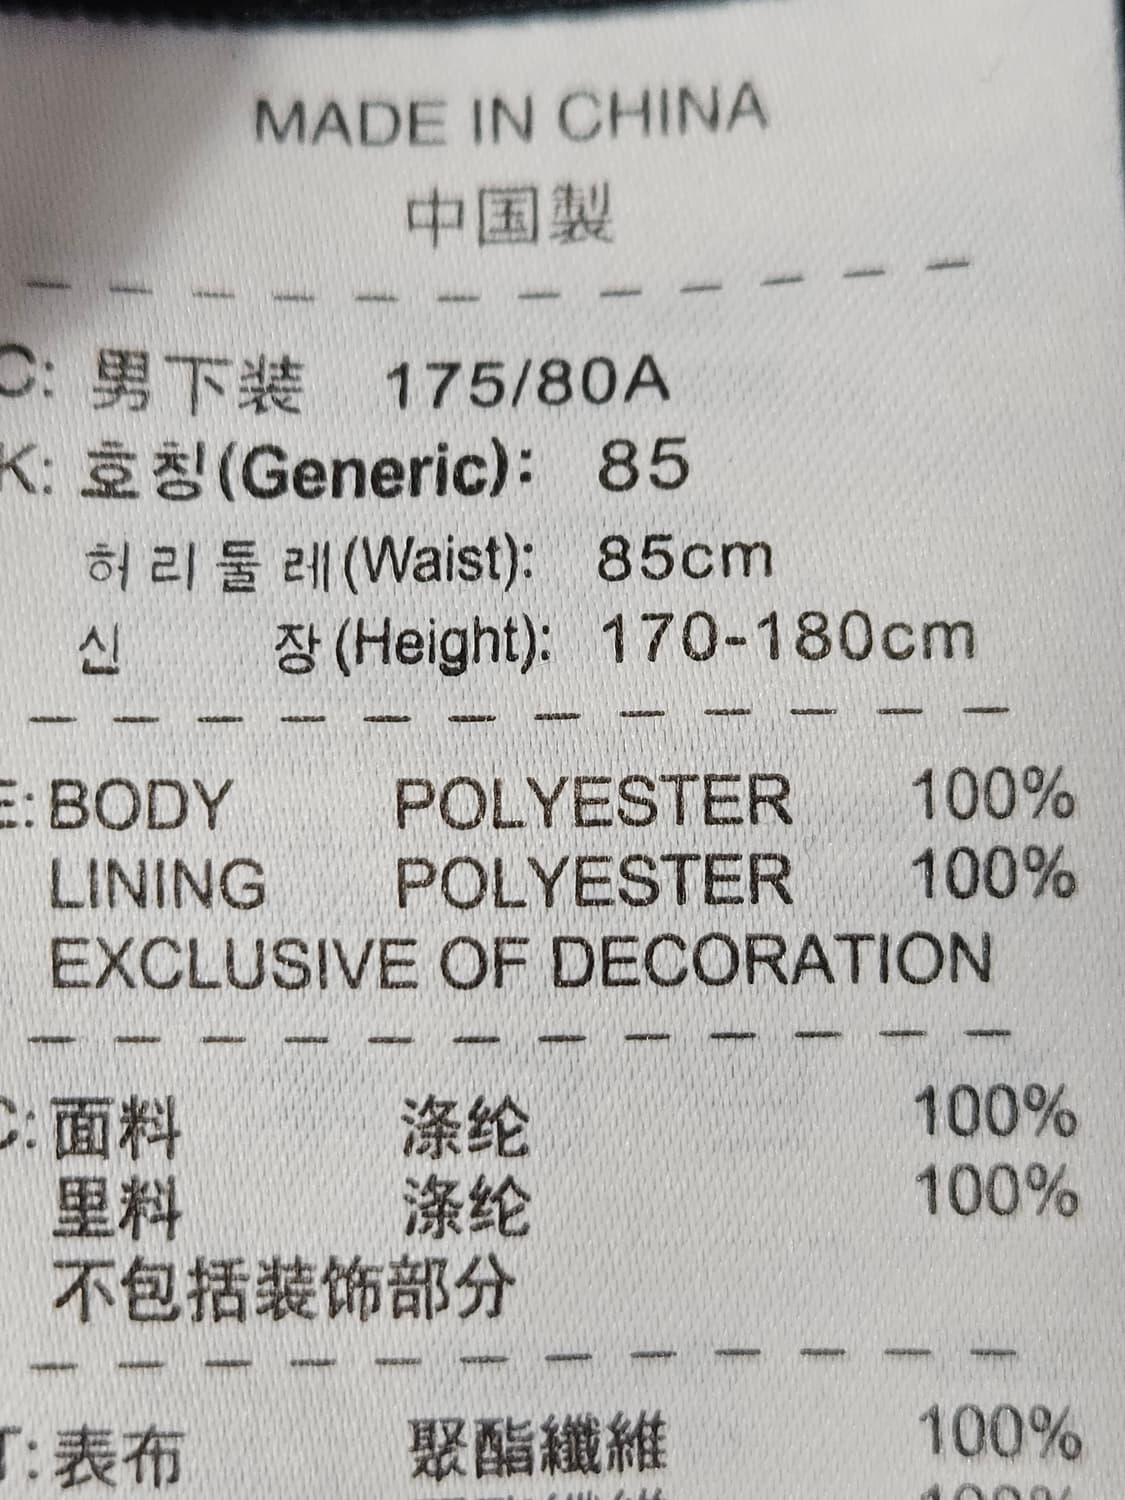 MADE IN CHINA
中国製
C: 男下装 175/80A
K: 호칭(Generic): 85
허리둘레(Waist): 85cm
신 장(Height): 170-180cm
E: BODY POLYESTER 100%
LINING POLYESTER 100%
EXCLUSIVE OF DECORATION
C: 面料 涤纶 100%
里料 涤纶 100%
不包括装饰部分
T: 表布 聚酯纖維 100%